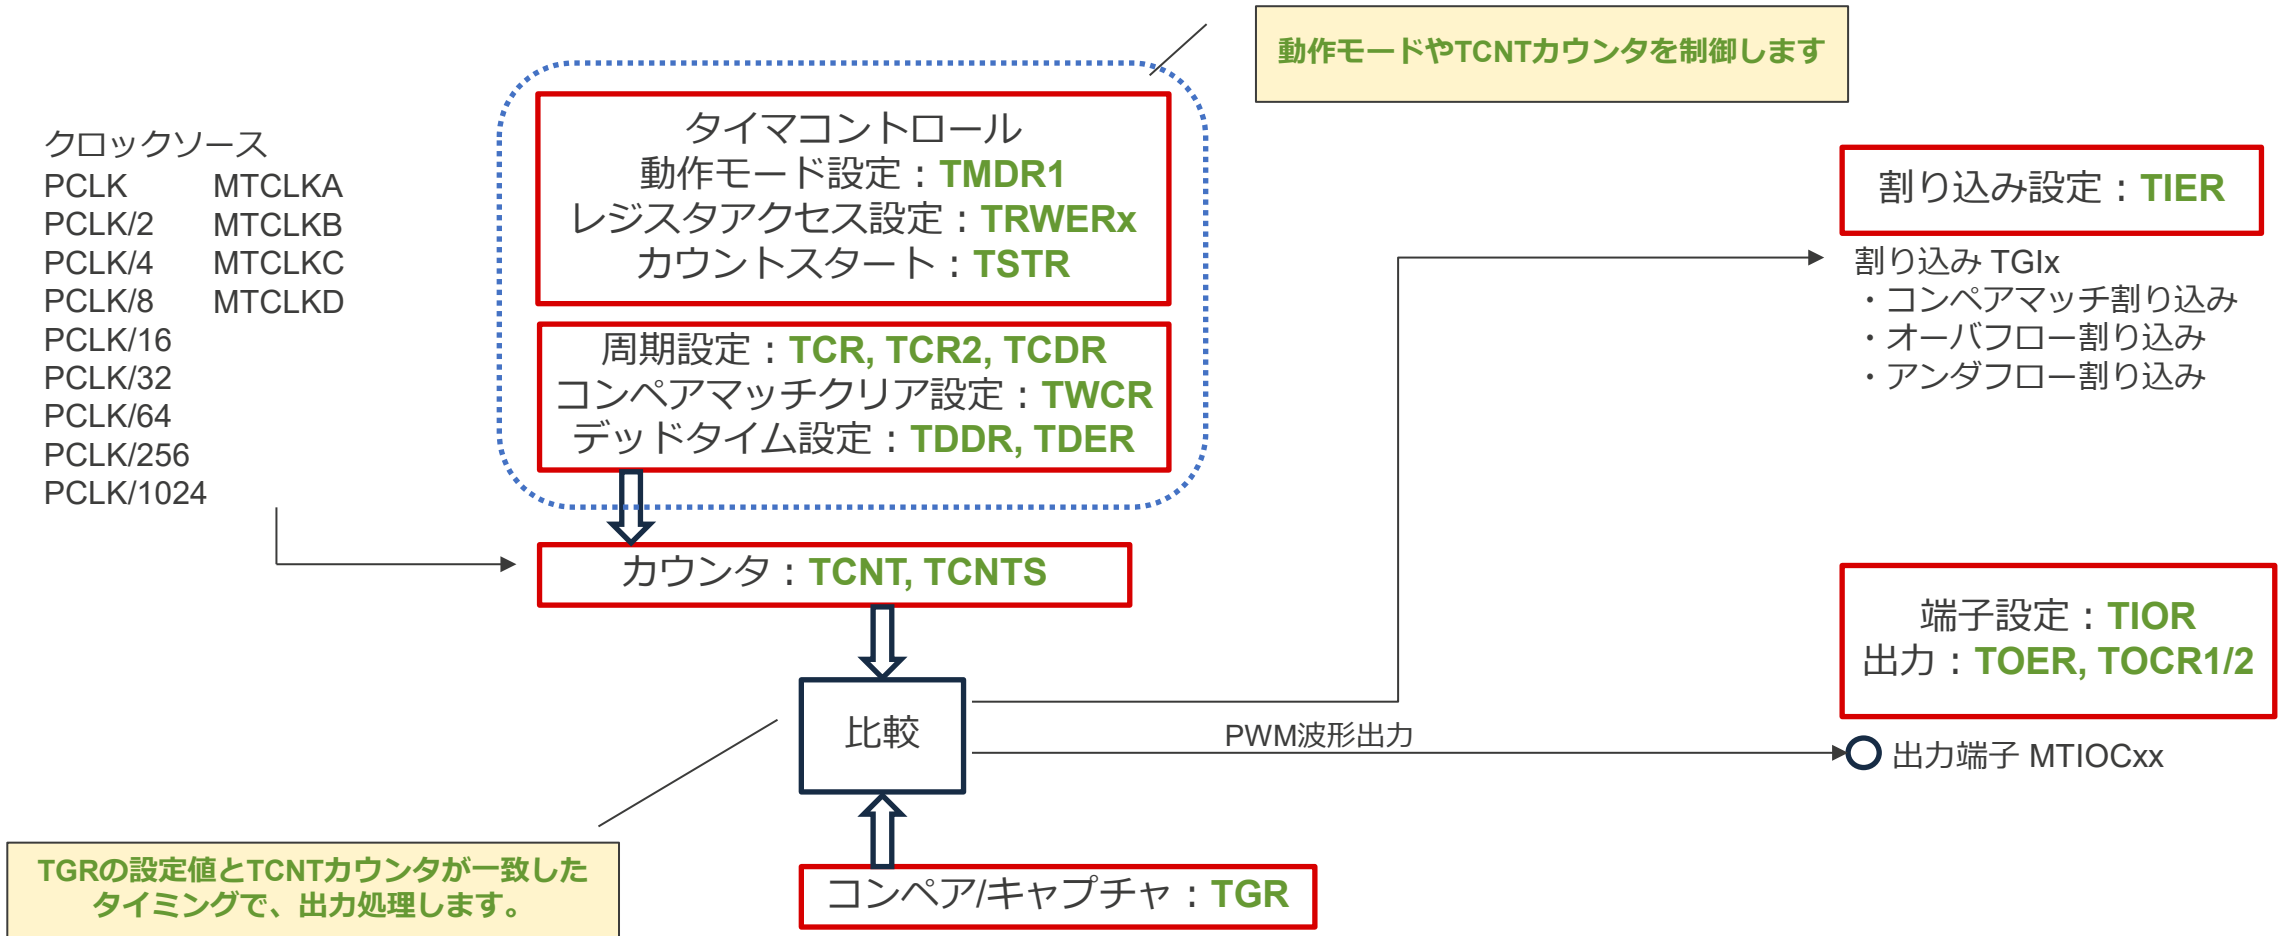 動作モードやTCNTカウンタを制御します
クロックソース
PCLK MTCLKA
PCLK/2 MTCLKB
PCLK/4 MTCLKC
PCLK/8 MTCLKD
PCLK/16
PCLK/32
PCLK/64
PCLK/256
PCLK/1024
タイマコントロール
動作モード設定：TMDR1
レジスタアクセス設定：TRWERx
カウントスタート：TSTR
周期設定：TCR, TCR2, TCDR
コンペアマッチクリア設定：TWCR
デッドタイム設定：TDDR, TDER
カウンタ：TCNT, TCNTS
比較
コンペア/キャプチャ：TGR
TGRの設定値とTCNTカウンタが一致した
タイミングで、出力処理します。
割り込み設定：TIER
割り込み TGIx
・コンペアマッチ割り込み
・オーバフロー割り込み
・アンダフロー割り込み
端子設定：TIOR
出力：TOER, TOCR1/2
PWM波形出力
出力端子 MTIOCxx